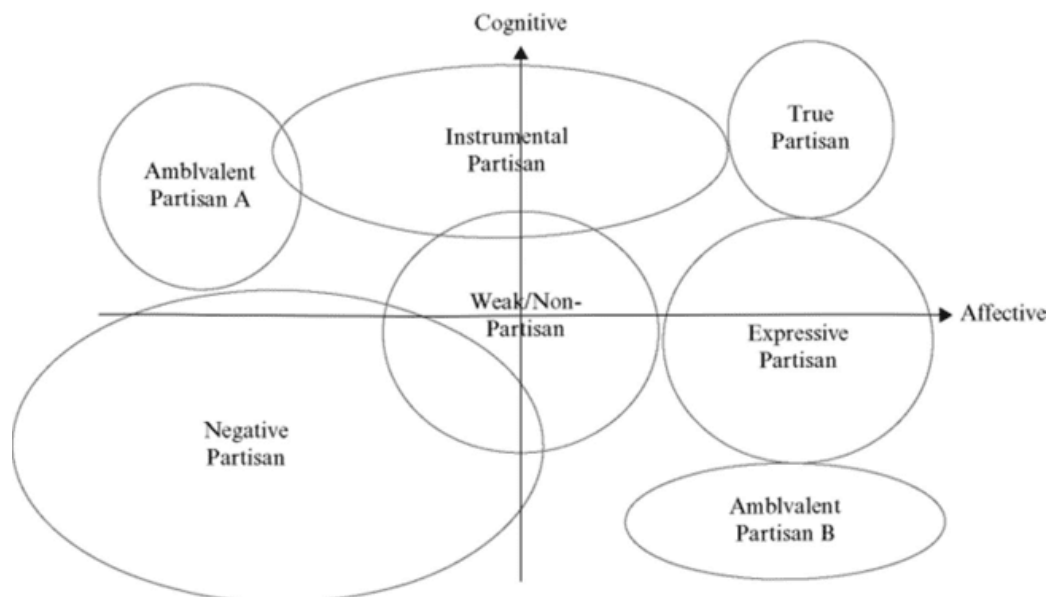 Cognitive
True
Partisan
Instrumental
Partisan
Amblvalent
Partisan A
Weak/Non-
Partisan
Affective
Expressive
Partisan
Negative
Partisan
Amblvalent
Partisan B